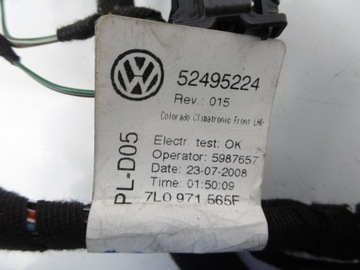 52495224
Rev.: 015
Colorado Climatronic Front LHD
PL-D05
Electr. test: OK
Operator: 5987657
Date: 23-07-2008
Time: 01:50:09
7L0 971 565F